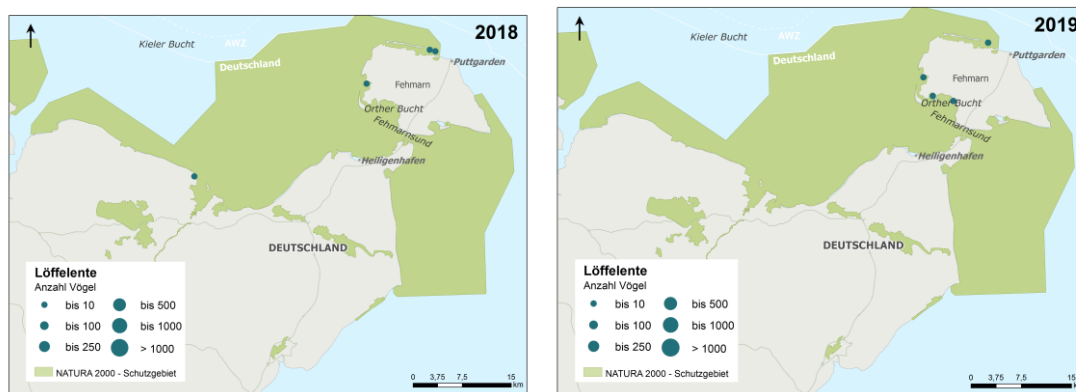 2018
Kieler Bucht
AWZ
Deutschland
Puttgarden
Fehmarn
Orther Bucht
Fehmarnsund
Heiligenhafen
DEUTSCHLAND
Löffelente
Anzahl Vögel
bis 10
bis 500
bis 100
bis 1000
bis 250
> 1000
NATURA 2000 - Schutzgebiet
0 3,75 7,5 15
km
2019
Kieler Bucht
AWZ
Deutschland
Puttgarden
Fehmarn
Orther Bucht
Fehmarnsund
Heiligenhafen
DEUTSCHLAND
Löffelente
Anzahl Vögel
bis 10
bis 500
bis 100
bis 1000
bis 250
> 1000
NATURA 2000 - Schutzgebiet
0 3,75 7,5 15
km